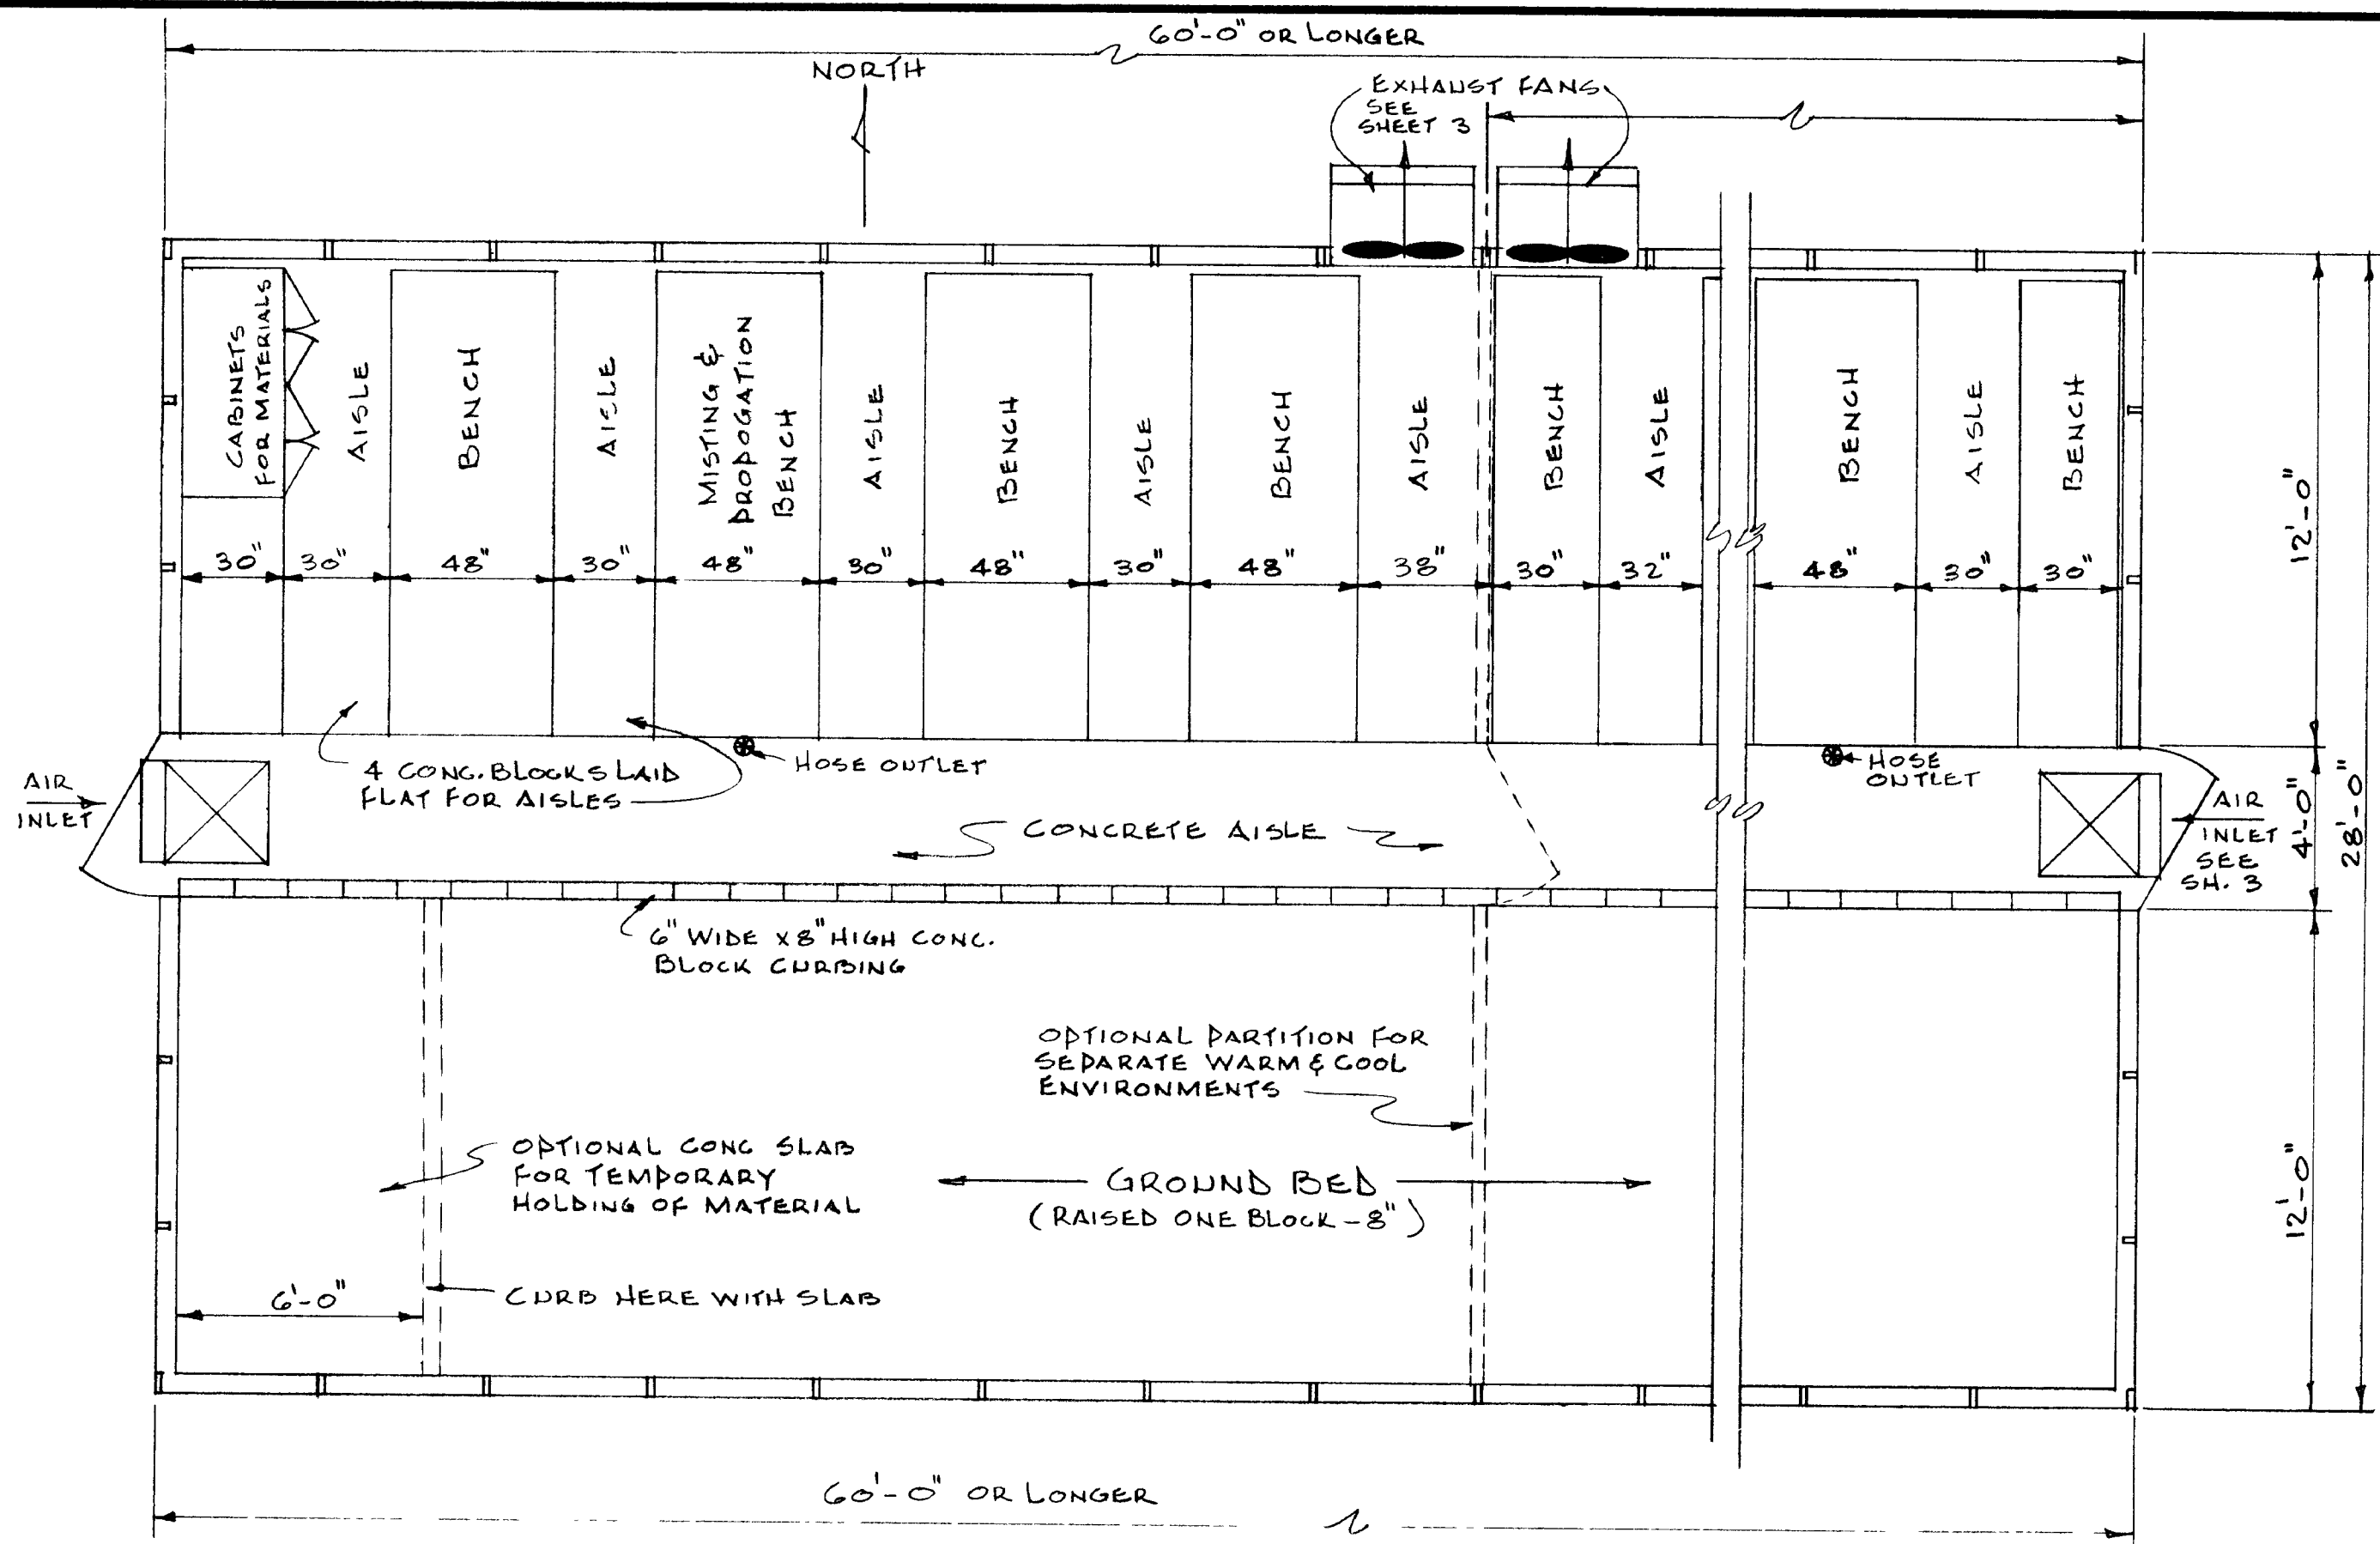 60'-0" OR LONGER
NORTH
EXHAUST FANS
SEE
SHEET 3
CABINETS
FOR MATERIALS
AISLE
BENCH
AISLE
MISTING &
PROPOGATION
BENCH
AISLE
BENCH
AISLE
BENCH
AISLE
BENCH
AISLE
BENCH
AISLE
BENCH
30"
30"
48"
30"
48"
30"
48"
30"
48"
38"
30"
32"
48"
30"
30"
12'-0"
AIR
INLET
4 CONC. BLOCKS LAID
FLAT FOR AISLES
HOSE OUTLET
HOSE
OUTLET
CONCRETE AISLE
AIR
INLET
SEE
SH. 3
4'-0"
28'-0"
6" WIDE X 8" HIGH CONC.
BLOCK CURBING
OPTIONAL PARTITION FOR
SEPARATE WARM & COOL
ENVIRONMENTS
OPTIONAL CONC SLAB
FOR TEMPORARY
HOLDING OF MATERIAL
GROUND BED
(RAISED ONE BLOCK - 8")
12'-0"
6'-0"
CURB HERE WITH SLAB
60'-0" OR LONGER